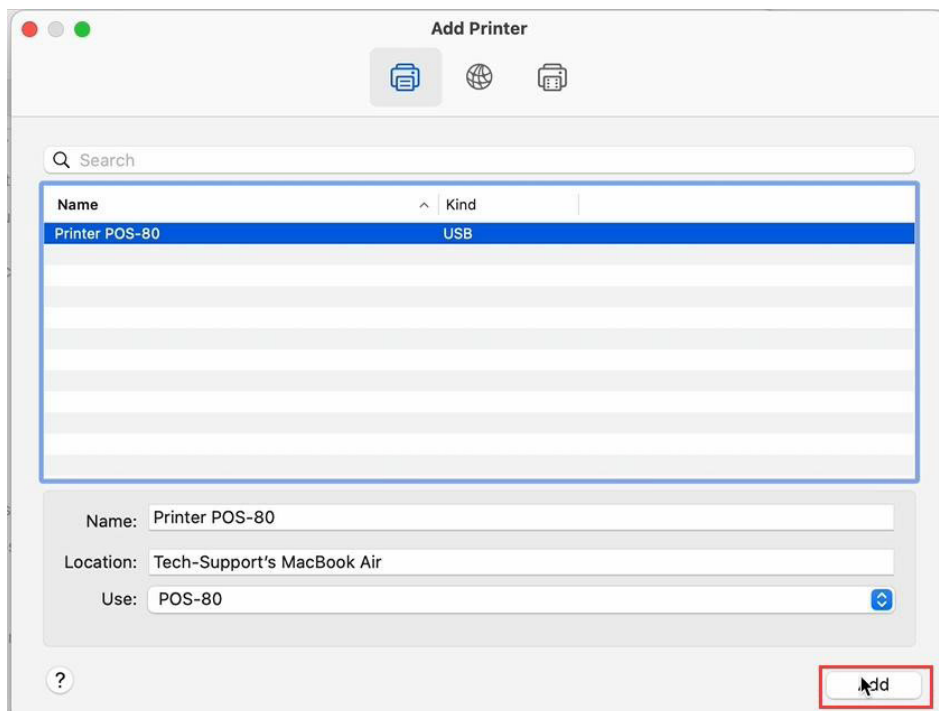 Add Printer
Search
Name Kind
Printer POS-80 USB
Name: Printer POS-80
Location: Tech-Support's MacBook Air
Use: POS-80
?
Add